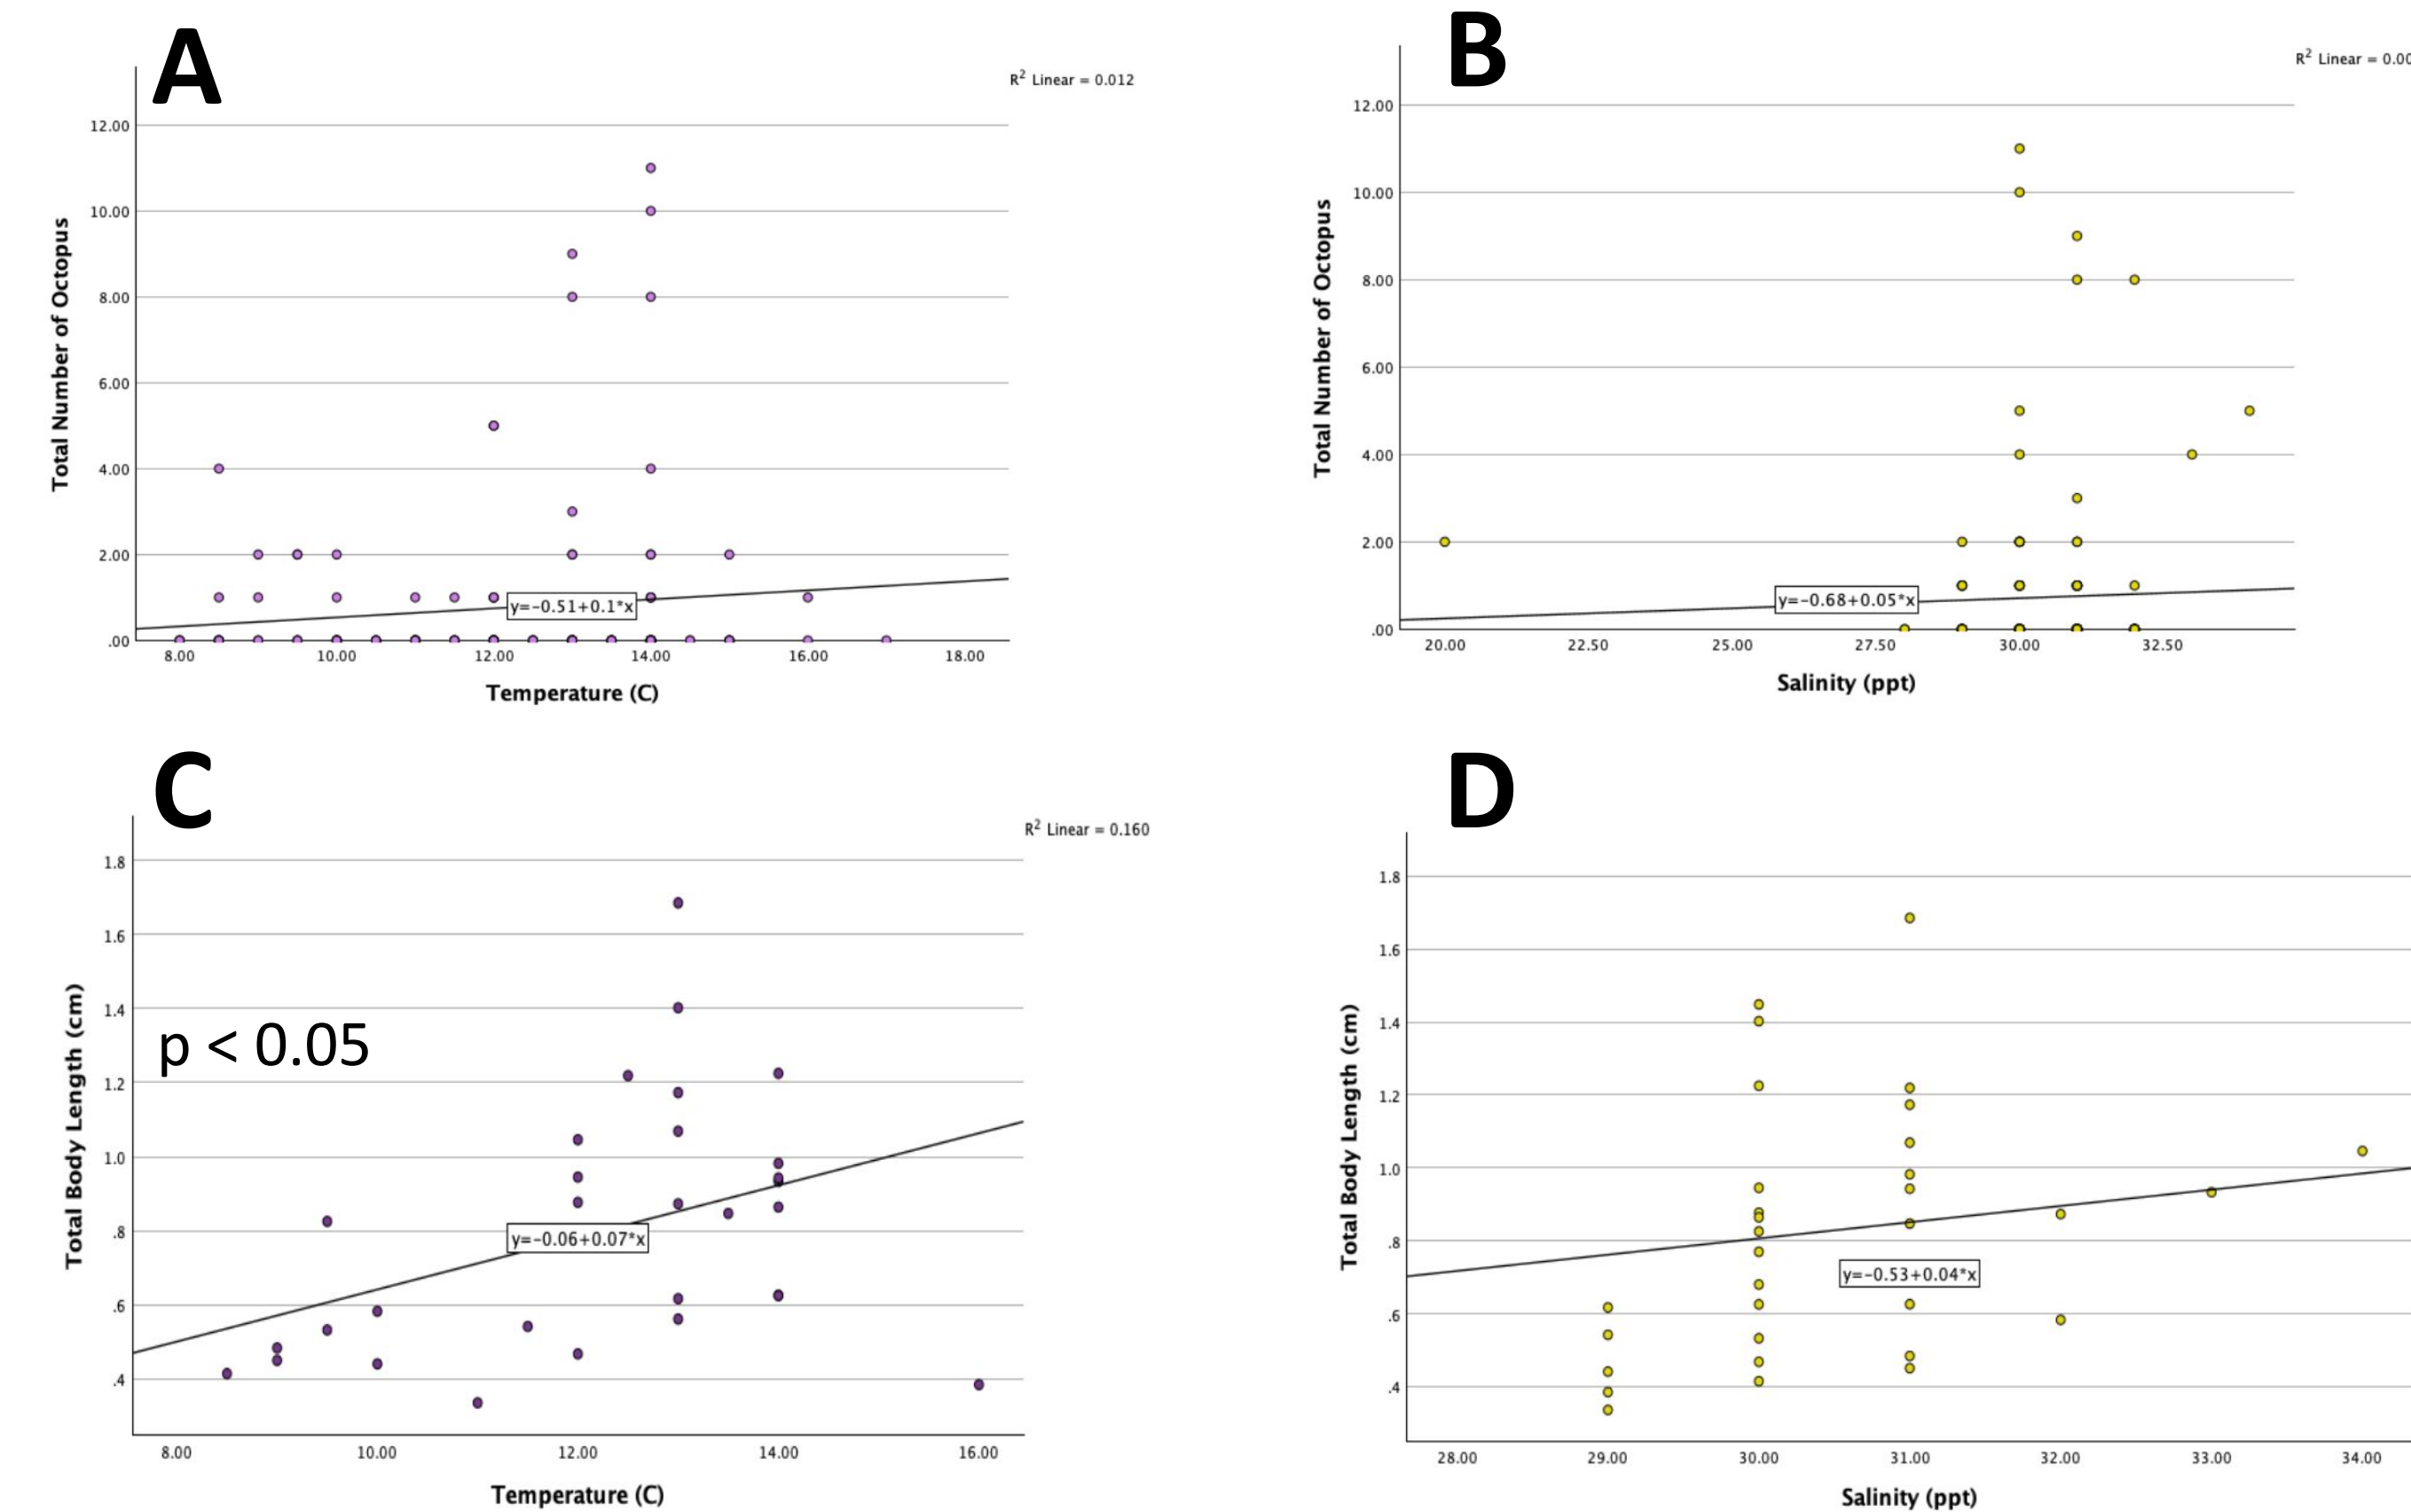 A
R² Linear = 0.012
Total Number of Octopus
12.00
10.00
8.00
6.00
4.00
2.00
.00
y=-0.51+0.1*x
8.00 10.00 12.00 14.00 16.00 18.00
Temperature (C)
B
R² Linear = 0.00
Total Number of Octopus
12.00
10.00
8.00
6.00
4.00
2.00
.00
y=-0.68+0.05*x
20.00 22.50 25.00 27.50 30.00 32.50
Salinity (ppt)
C
R² Linear = 0.160
Total Body Length (cm)
1.8
1.6
1.4
1.2
1.0
.8
.6
.4
p < 0.05
y=-0.06+0.07*x
8.00 10.00 12.00 14.00 16.00
Temperature (C)
D
Total Body Length (cm)
1.8
1.6
1.4
1.2
1.0
.8
.6
.4
y=-0.53+0.04*x
28.00 29.00 30.00 31.00 32.00 33.00 34.00
Salinity (ppt)